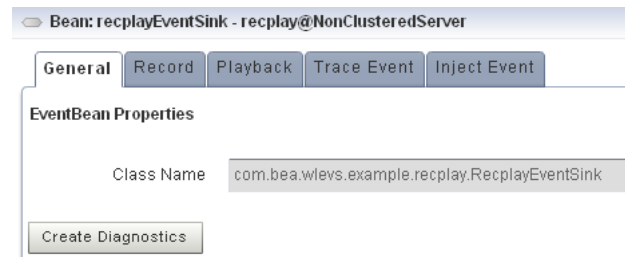 Bean: recplayEventSink - recplay@NonClusteredServer
General Record Playback Trace Event Inject Event
EventBean Properties
Class Name com.bea.wlevs.example.recplay.RecplayEventSink
Create Diagnostics